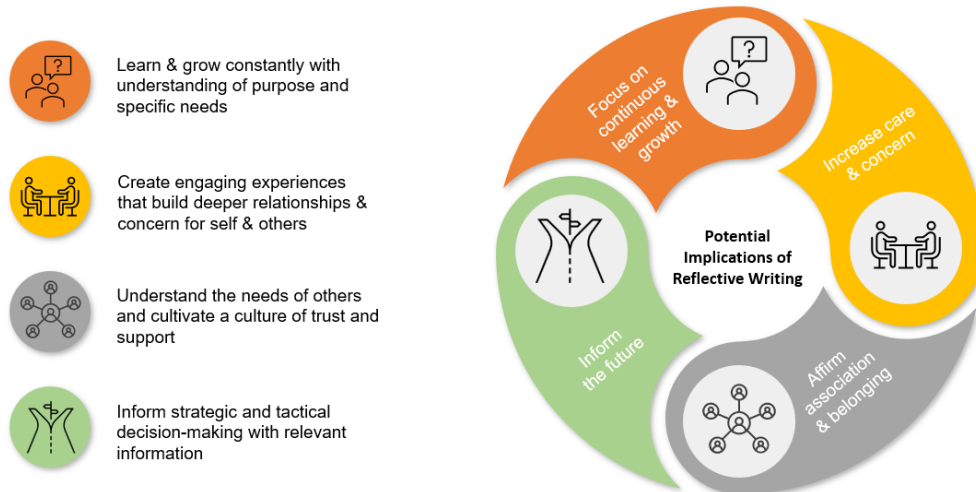 Learn & grow constantly with
understanding of purpose and
specific needs
Create engaging experiences
that build deeper relationships &
concern for self & others
Understand the needs of others
and cultivate a culture of trust and
support
Inform strategic and tactical
decision-making with relevant
information
?
?
Focus on
continuous
learning &
growth
Increase care
& concern
Potential
Implications of
Reflective Writing
Inform
the future
Affirm
association
& belonging